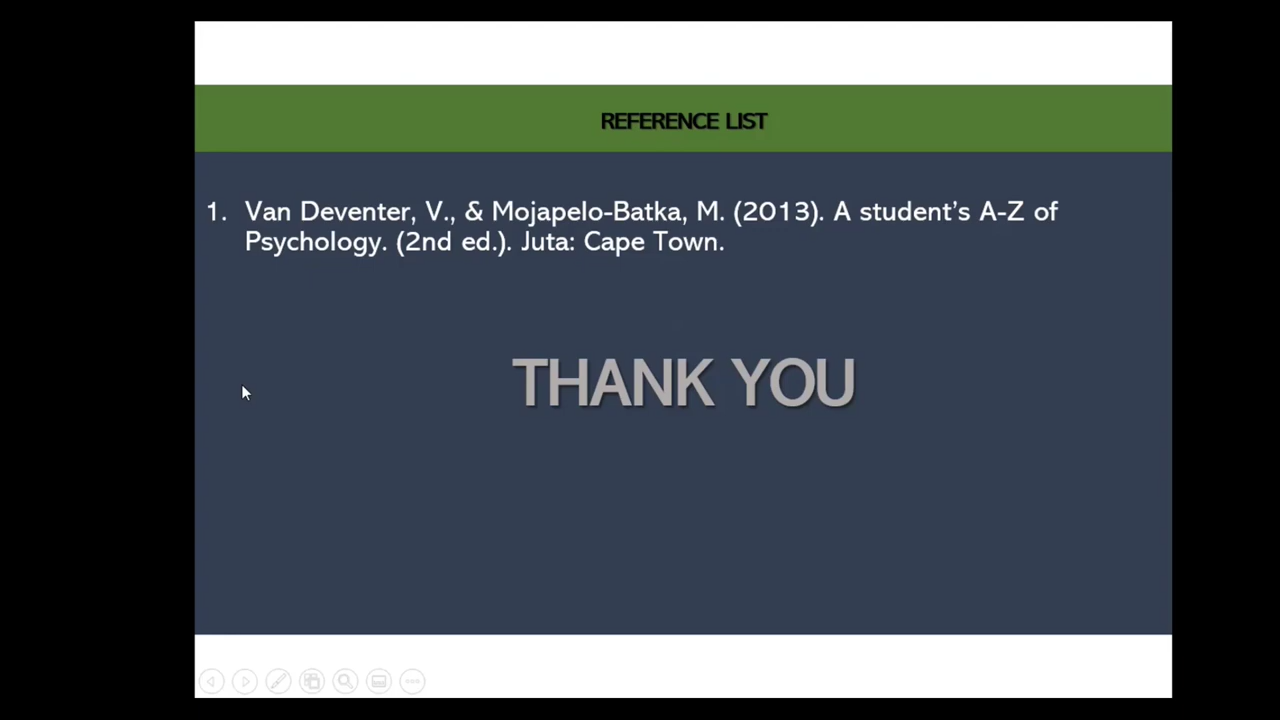 REFERENCE LIST
1. Van Deventer, V., & Mojapelo-Batka, M. (2013). A student’s A-Z of
Psychology. (2nd ed.). Juta: Cape Town.
THANK YOU